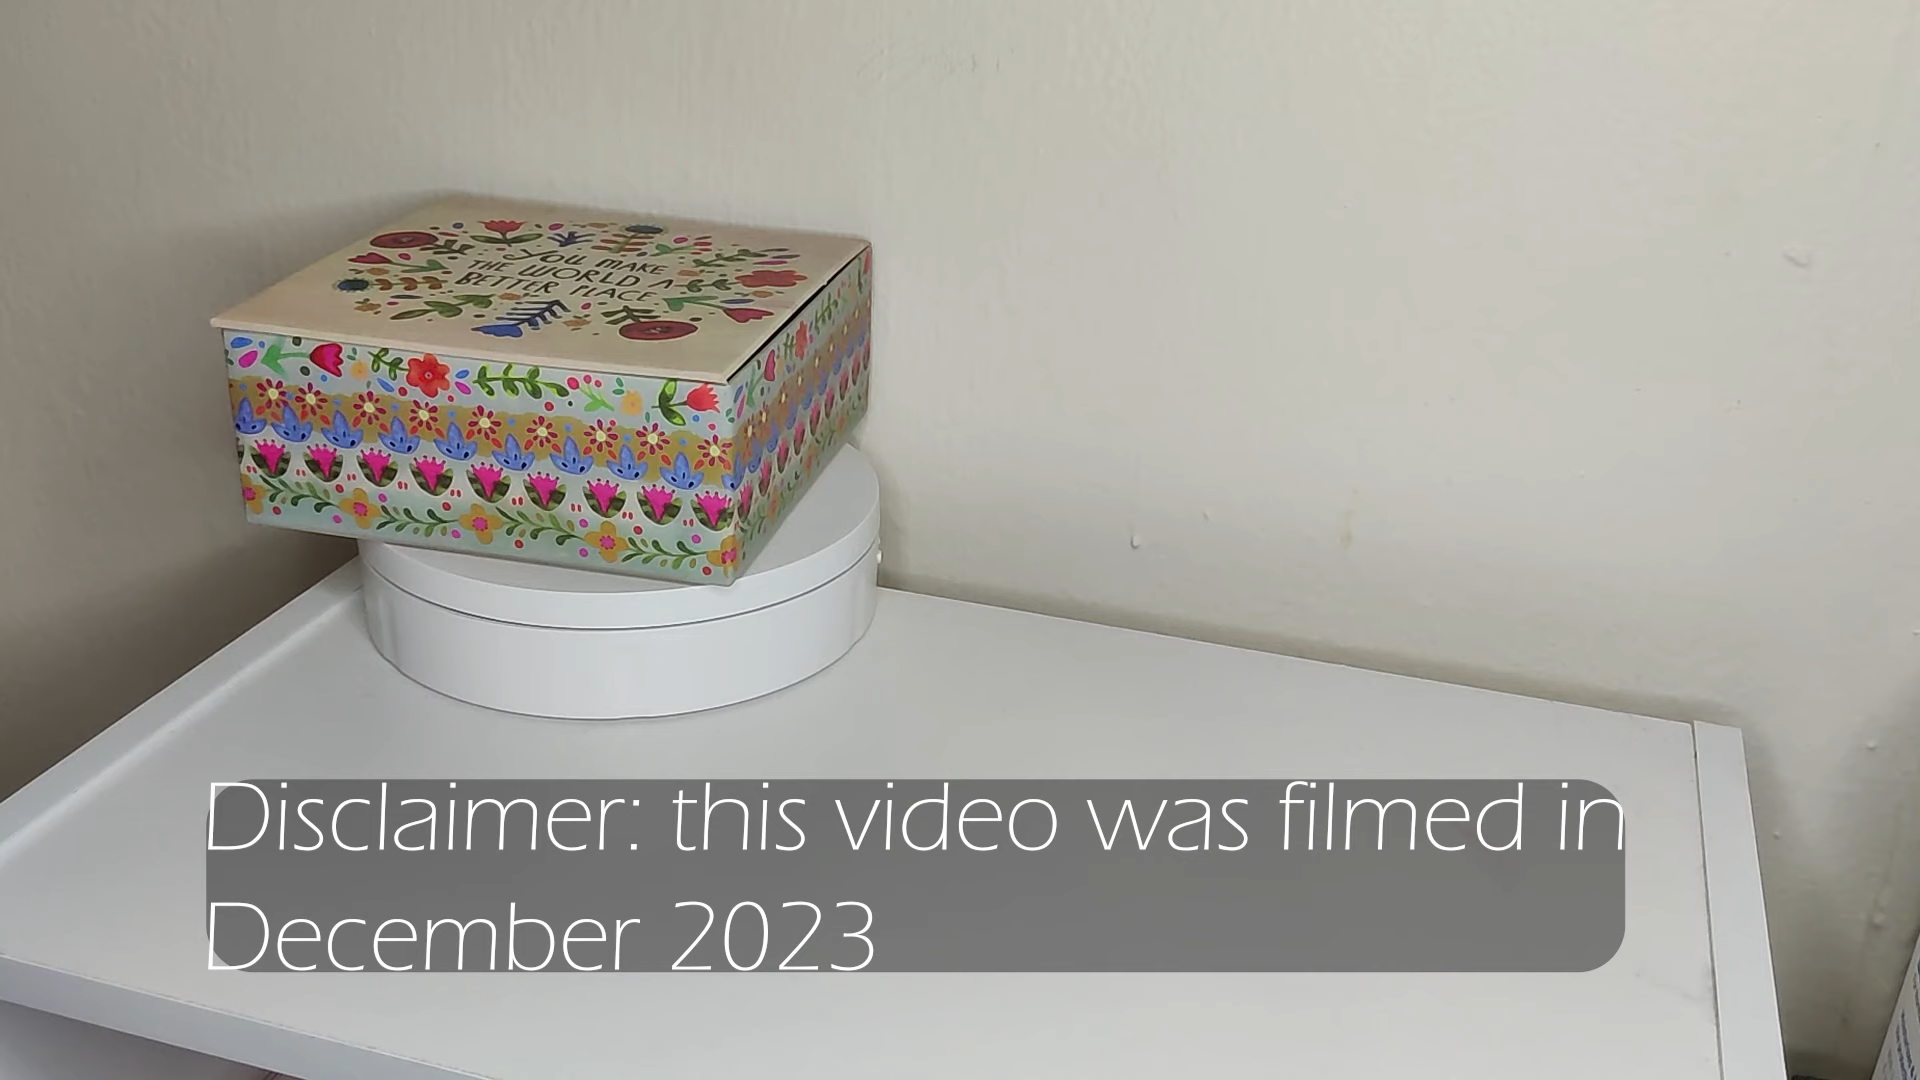 YOU MAKE
THE WORLD A
BETTER PLACE
Disclaimer: this video was filmed in
December 2023